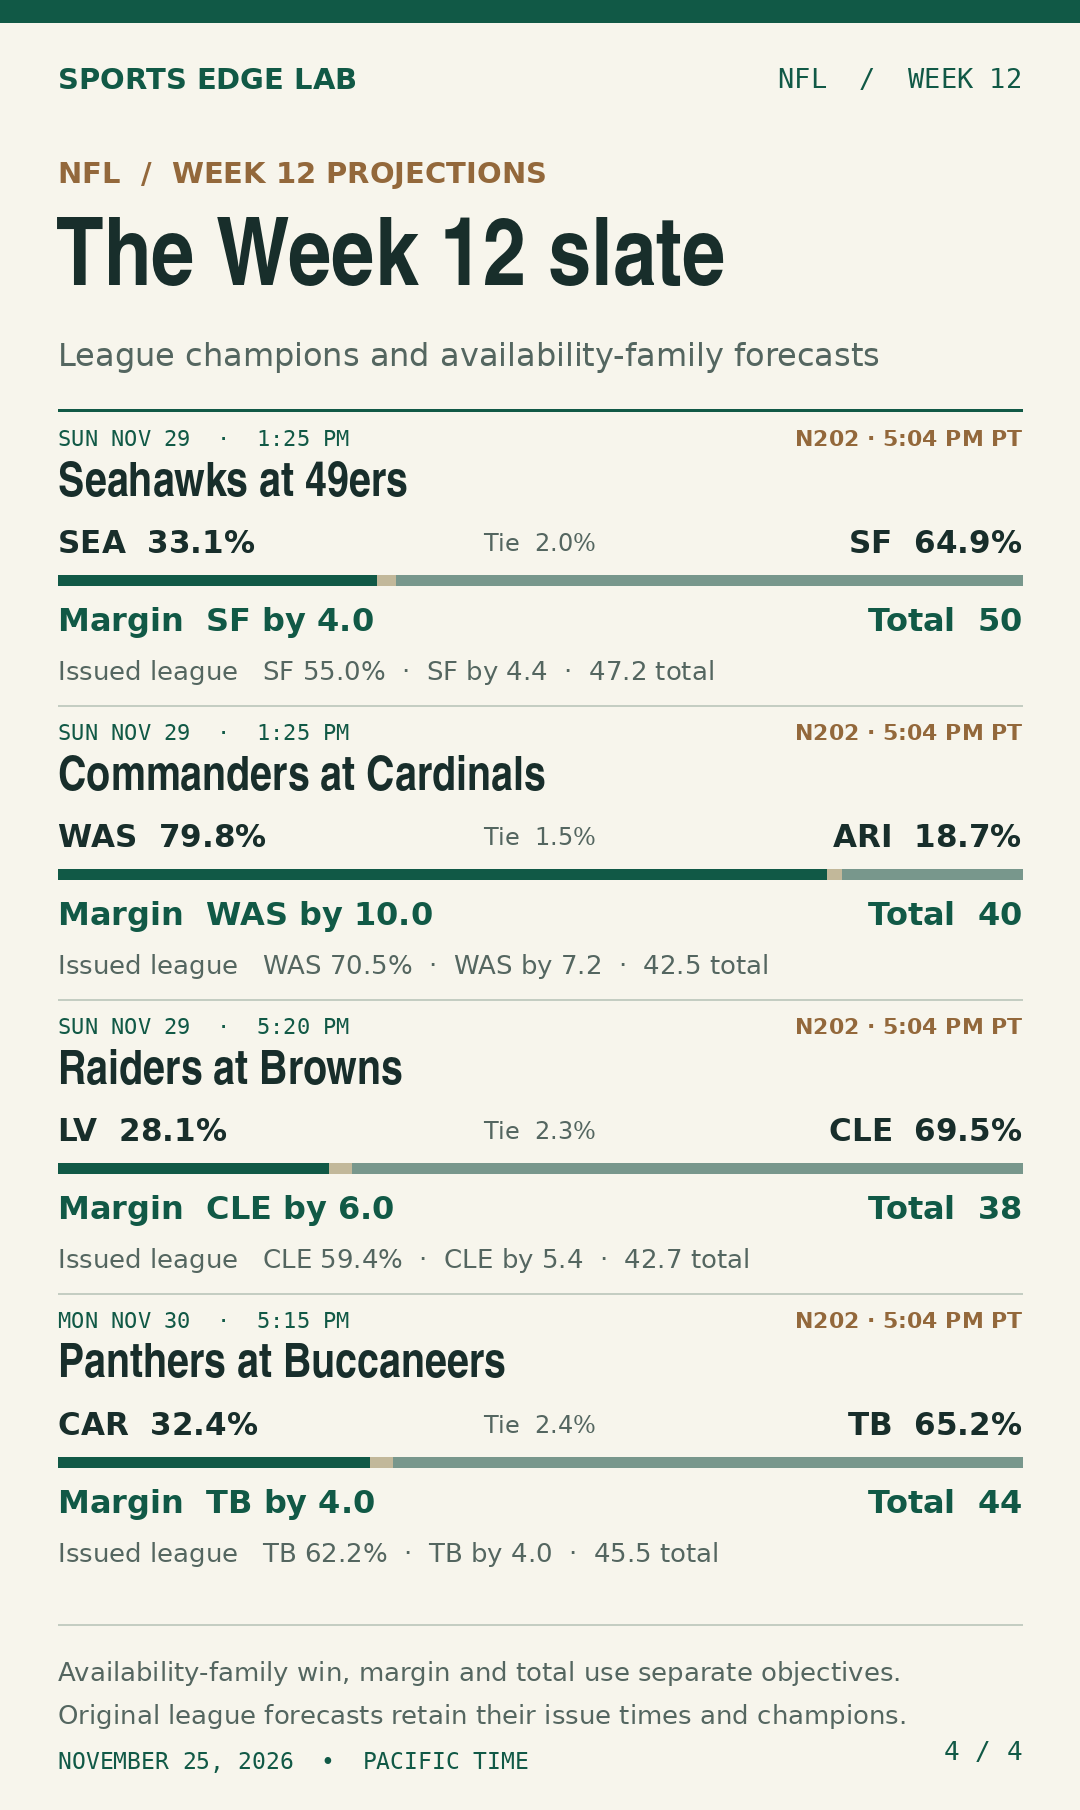 SPORTS EDGE LAB
NFL / WEEK 12
NFL / WEEK 12 PROJECTIONS
The Week 12 slate
League champions and availability-family forecasts
SUN NOV 29 · 1:25 PM
N202 · 5:04 PM PT
Seahawks at 49ers
SEA 33.1% Tie 2.0% SF 64.9%
Margin SF by 4.0 Total 50
Issued league SF 55.0% · SF by 4.4 · 47.2 total
SUN NOV 29 · 1:25 PM
N202 · 5:04 PM PT
Commanders at Cardinals
WAS 79.8% Tie 1.5% ARI 18.7%
Margin WAS by 10.0 Total 40
Issued league WAS 70.5% · WAS by 7.2 · 42.5 total
SUN NOV 29 · 5:20 PM
N202 · 5:04 PM PT
Raiders at Browns
LV 28.1% Tie 2.3% CLE 69.5%
Margin CLE by 6.0 Total 38
Issued league CLE 59.4% · CLE by 5.4 · 42.7 total
MON NOV 30 · 5:15 PM
N202 · 5:04 PM PT
Panthers at Buccaneers
CAR 32.4% Tie 2.4% TB 65.2%
Margin TB by 4.0 Total 44
Issued league TB 62.2% · TB by 4.0 · 45.5 total
Availability-family win, margin and total use separate objectives.
Original league forecasts retain their issue times and champions.
NOVEMBER 25, 2026 • PACIFIC TIME
4 / 4